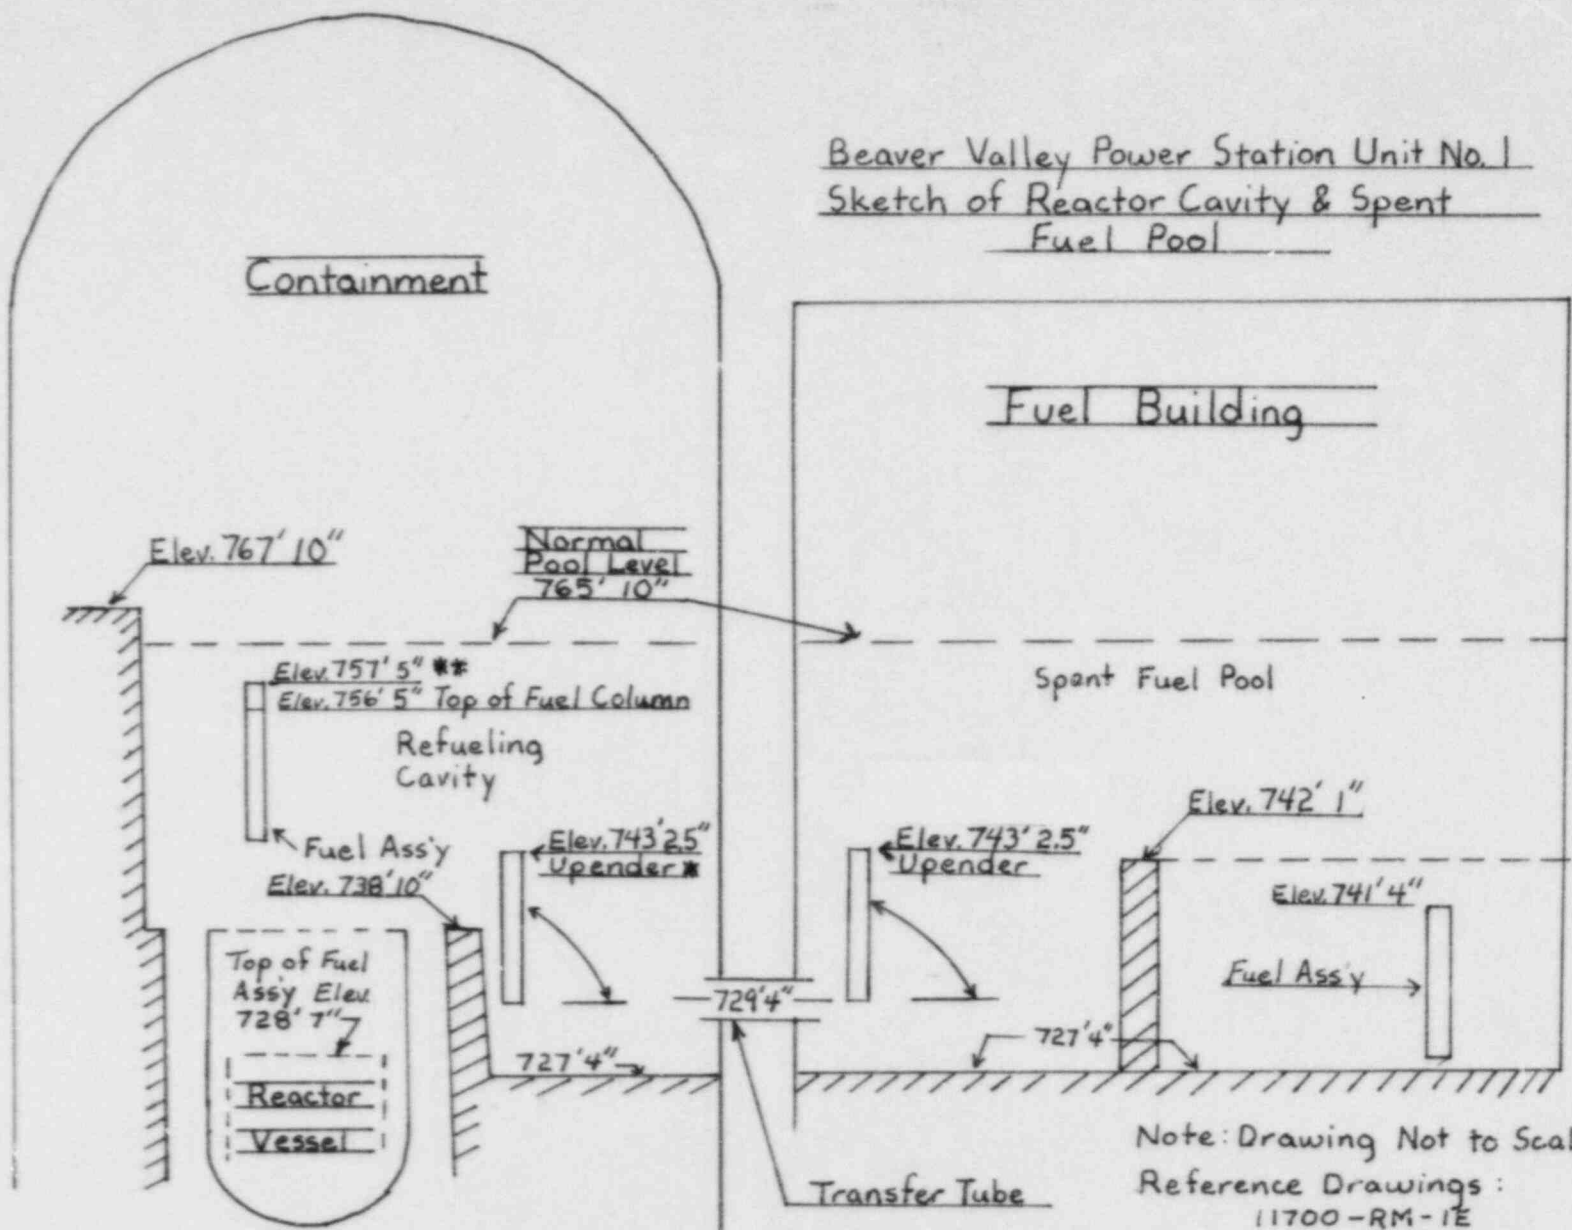 Beaver Valley Power Station Unit No. 1
Sketch of Reactor Cavity & Spent
Fuel Pool
Containment
Fuel Building
Elev. 767' 10"
Normal
Pool Level
765' 10"
Elev. 757' 5" **
Elev. 756' 5" Top of Fuel Column
Spent Fuel Pool
Refueling
Cavity
Elev. 742' 1"
Fuel Ass'y
Elev. 743' 2.5"
Upender *
Elev. 743' 2.5"
Upender
Elev. 738' 10"
Elev. 741' 4"
Top of Fuel
Ass'y Elev.
728' 7"
Fuel Ass'y
729' 4"
727' 4"
727' 4"
Reactor
Vessel
Transfer Tube
Note: Drawing Not to Scal
Reference Drawings:
11700-RM-1E